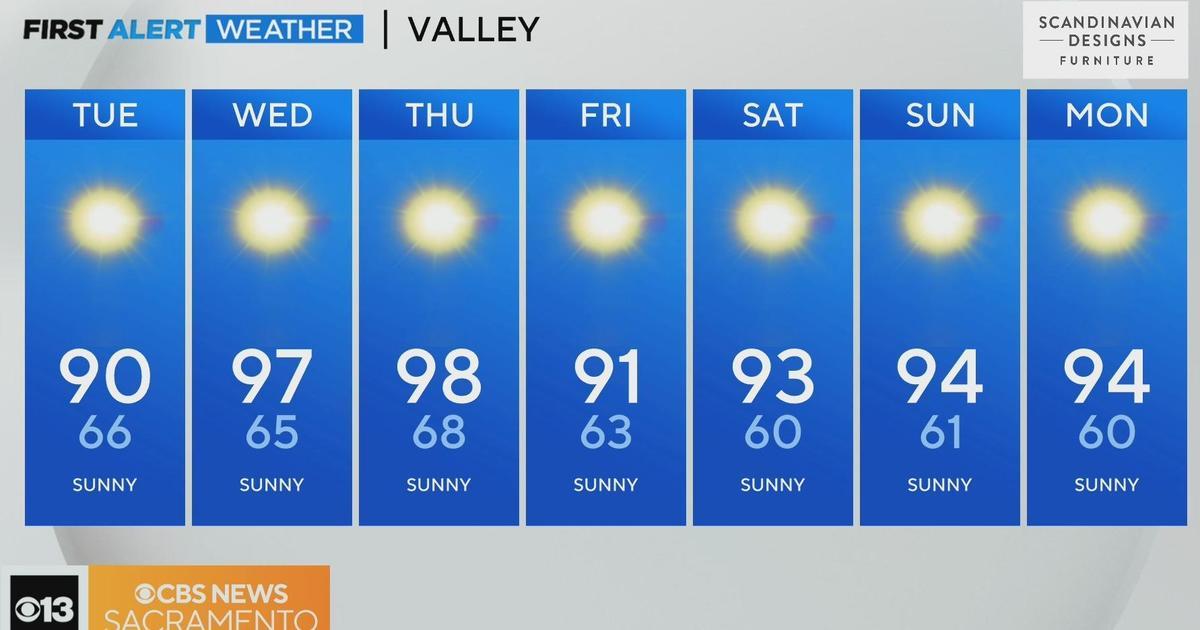 FIRST ALERT WEATHER | VALLEY
SCANDINAVIAN
DESIGNS
FURNITURE
TUE WED THU FRI SAT SUN MON
90 97 98 91 93 94 94
66 65 68 63 60 61 60
SUNNY SUNNY SUNNY SUNNY SUNNY SUNNY SUNNY
13 CBS NEWS
SACRAMENTO